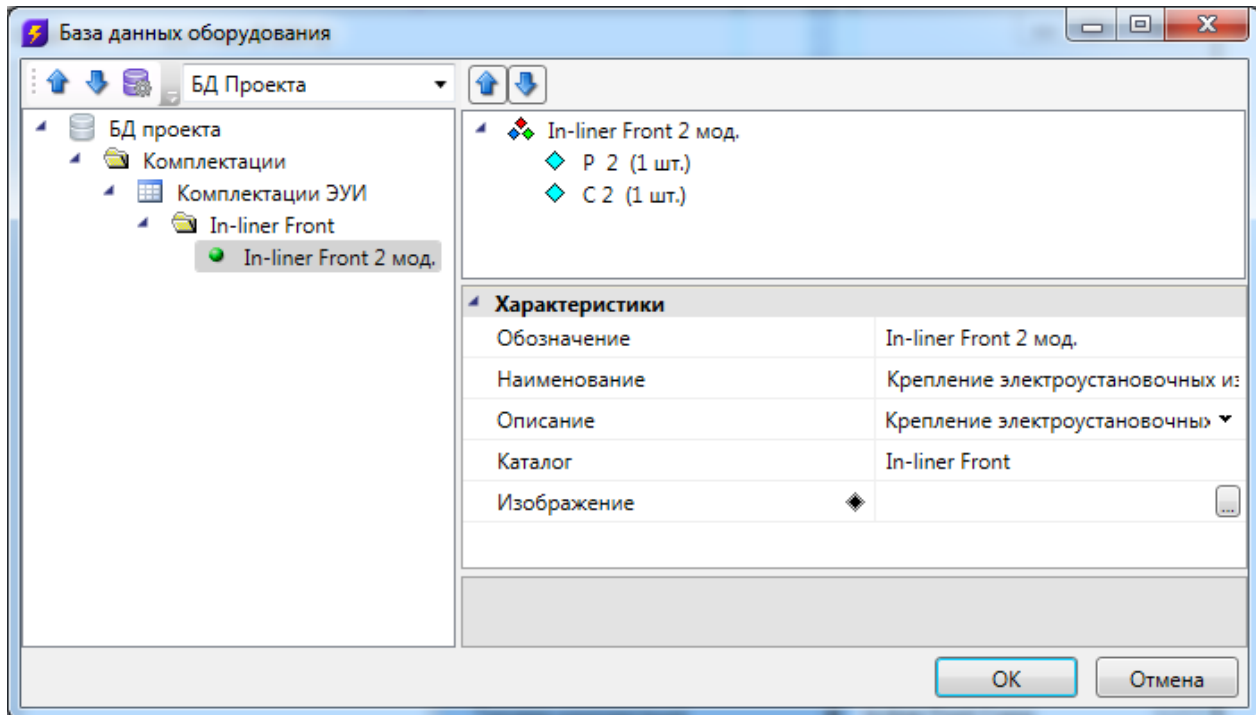 База данных оборудования
БД Проекта
БД проекта
Комплектации
Комплектации ЭУИ
In-liner Front
In-liner Front 2 мод.
In-liner Front 2 мод.
P 2 (1 шт.)
C 2 (1 шт.)
Характеристики
Обозначение In-liner Front 2 мод.
Наименование Крепление электроустановочных из
Описание Крепление электроустановочных
Каталог In-liner Front
Изображение ...
OK Отмена